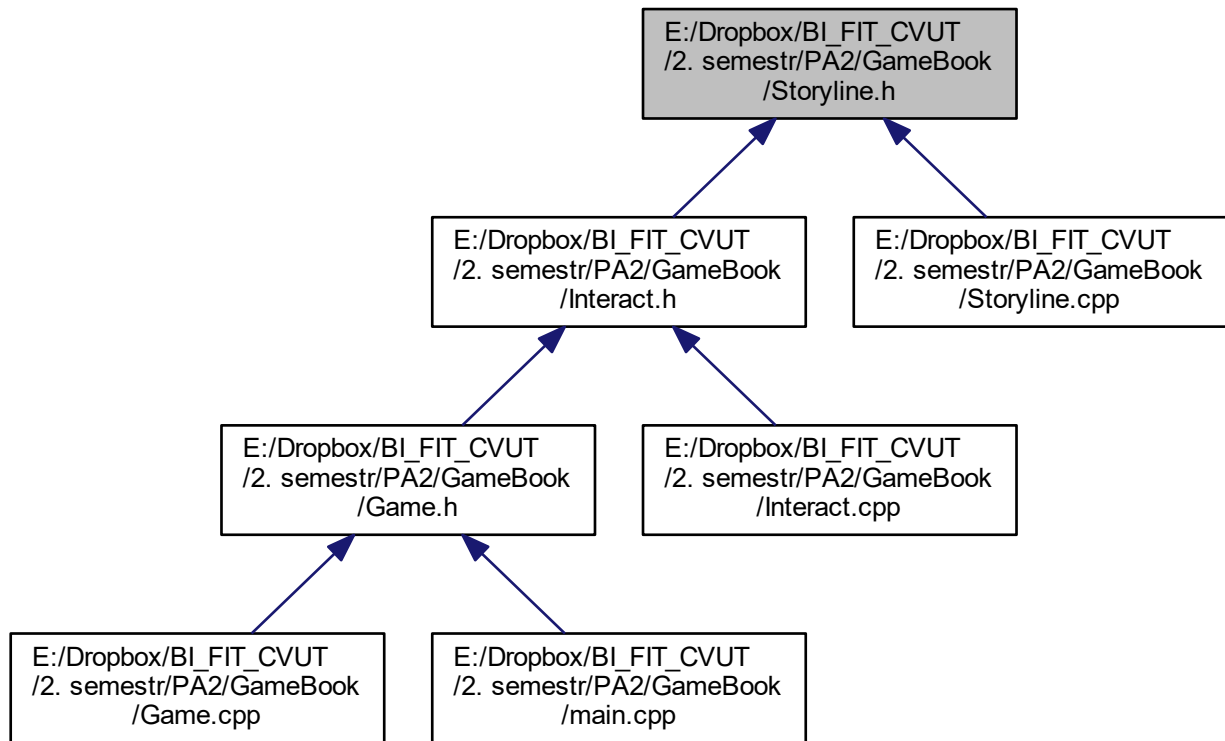 E:/Dropbox/BI_FIT_CVUT
/2. semestr/PA2/GameBook
/Storyline.h
E:/Dropbox/BI_FIT_CVUT
/2. semestr/PA2/GameBook
/Interact.h
E:/Dropbox/BI_FIT_CVUT
/2. semestr/PA2/GameBook
/Storyline.cpp
E:/Dropbox/BI_FIT_CVUT
/2. semestr/PA2/GameBook
/Game.h
E:/Dropbox/BI_FIT_CVUT
/2. semestr/PA2/GameBook
/Interact.cpp
E:/Dropbox/BI_FIT_CVUT
/2. semestr/PA2/GameBook
/Game.cpp
E:/Dropbox/BI_FIT_CVUT
/2. semestr/PA2/GameBook
/main.cpp